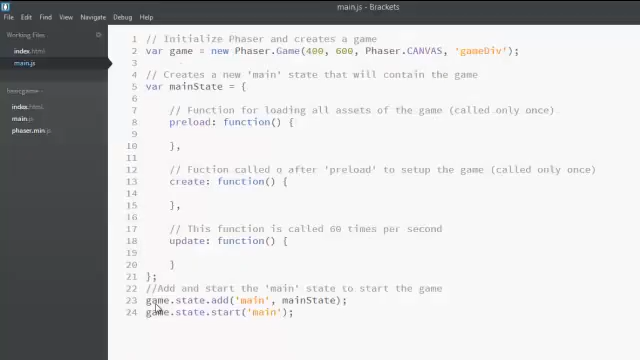 main.js - Brackets
File Edit Find View Navigate Debug Help
Working Files
index.html
main.js
index.html
main.js
phaser.min.js
1 // Initialize Phaser and creates a game
2 var game = new Phaser.Game(400, 600, Phaser.CANVAS, 'gameDiv');
3
4 // Creates a new 'main' state that will contain the game
5 var mainState = {
6
7 // Function for loading all assets of the game (called only once)
8 preload: function() {
9
10 },
11
12 // Fuction called o after 'preload' to setup the game (called only once)
13 create: function() {
14
15 },
16
17 // This function is called 60 times per second
18 update: function() {
19
20 }
21 };
22 //Add and start the 'main' state to start the game
23 game.state.add('main', mainState);
24 game.state.start('main');